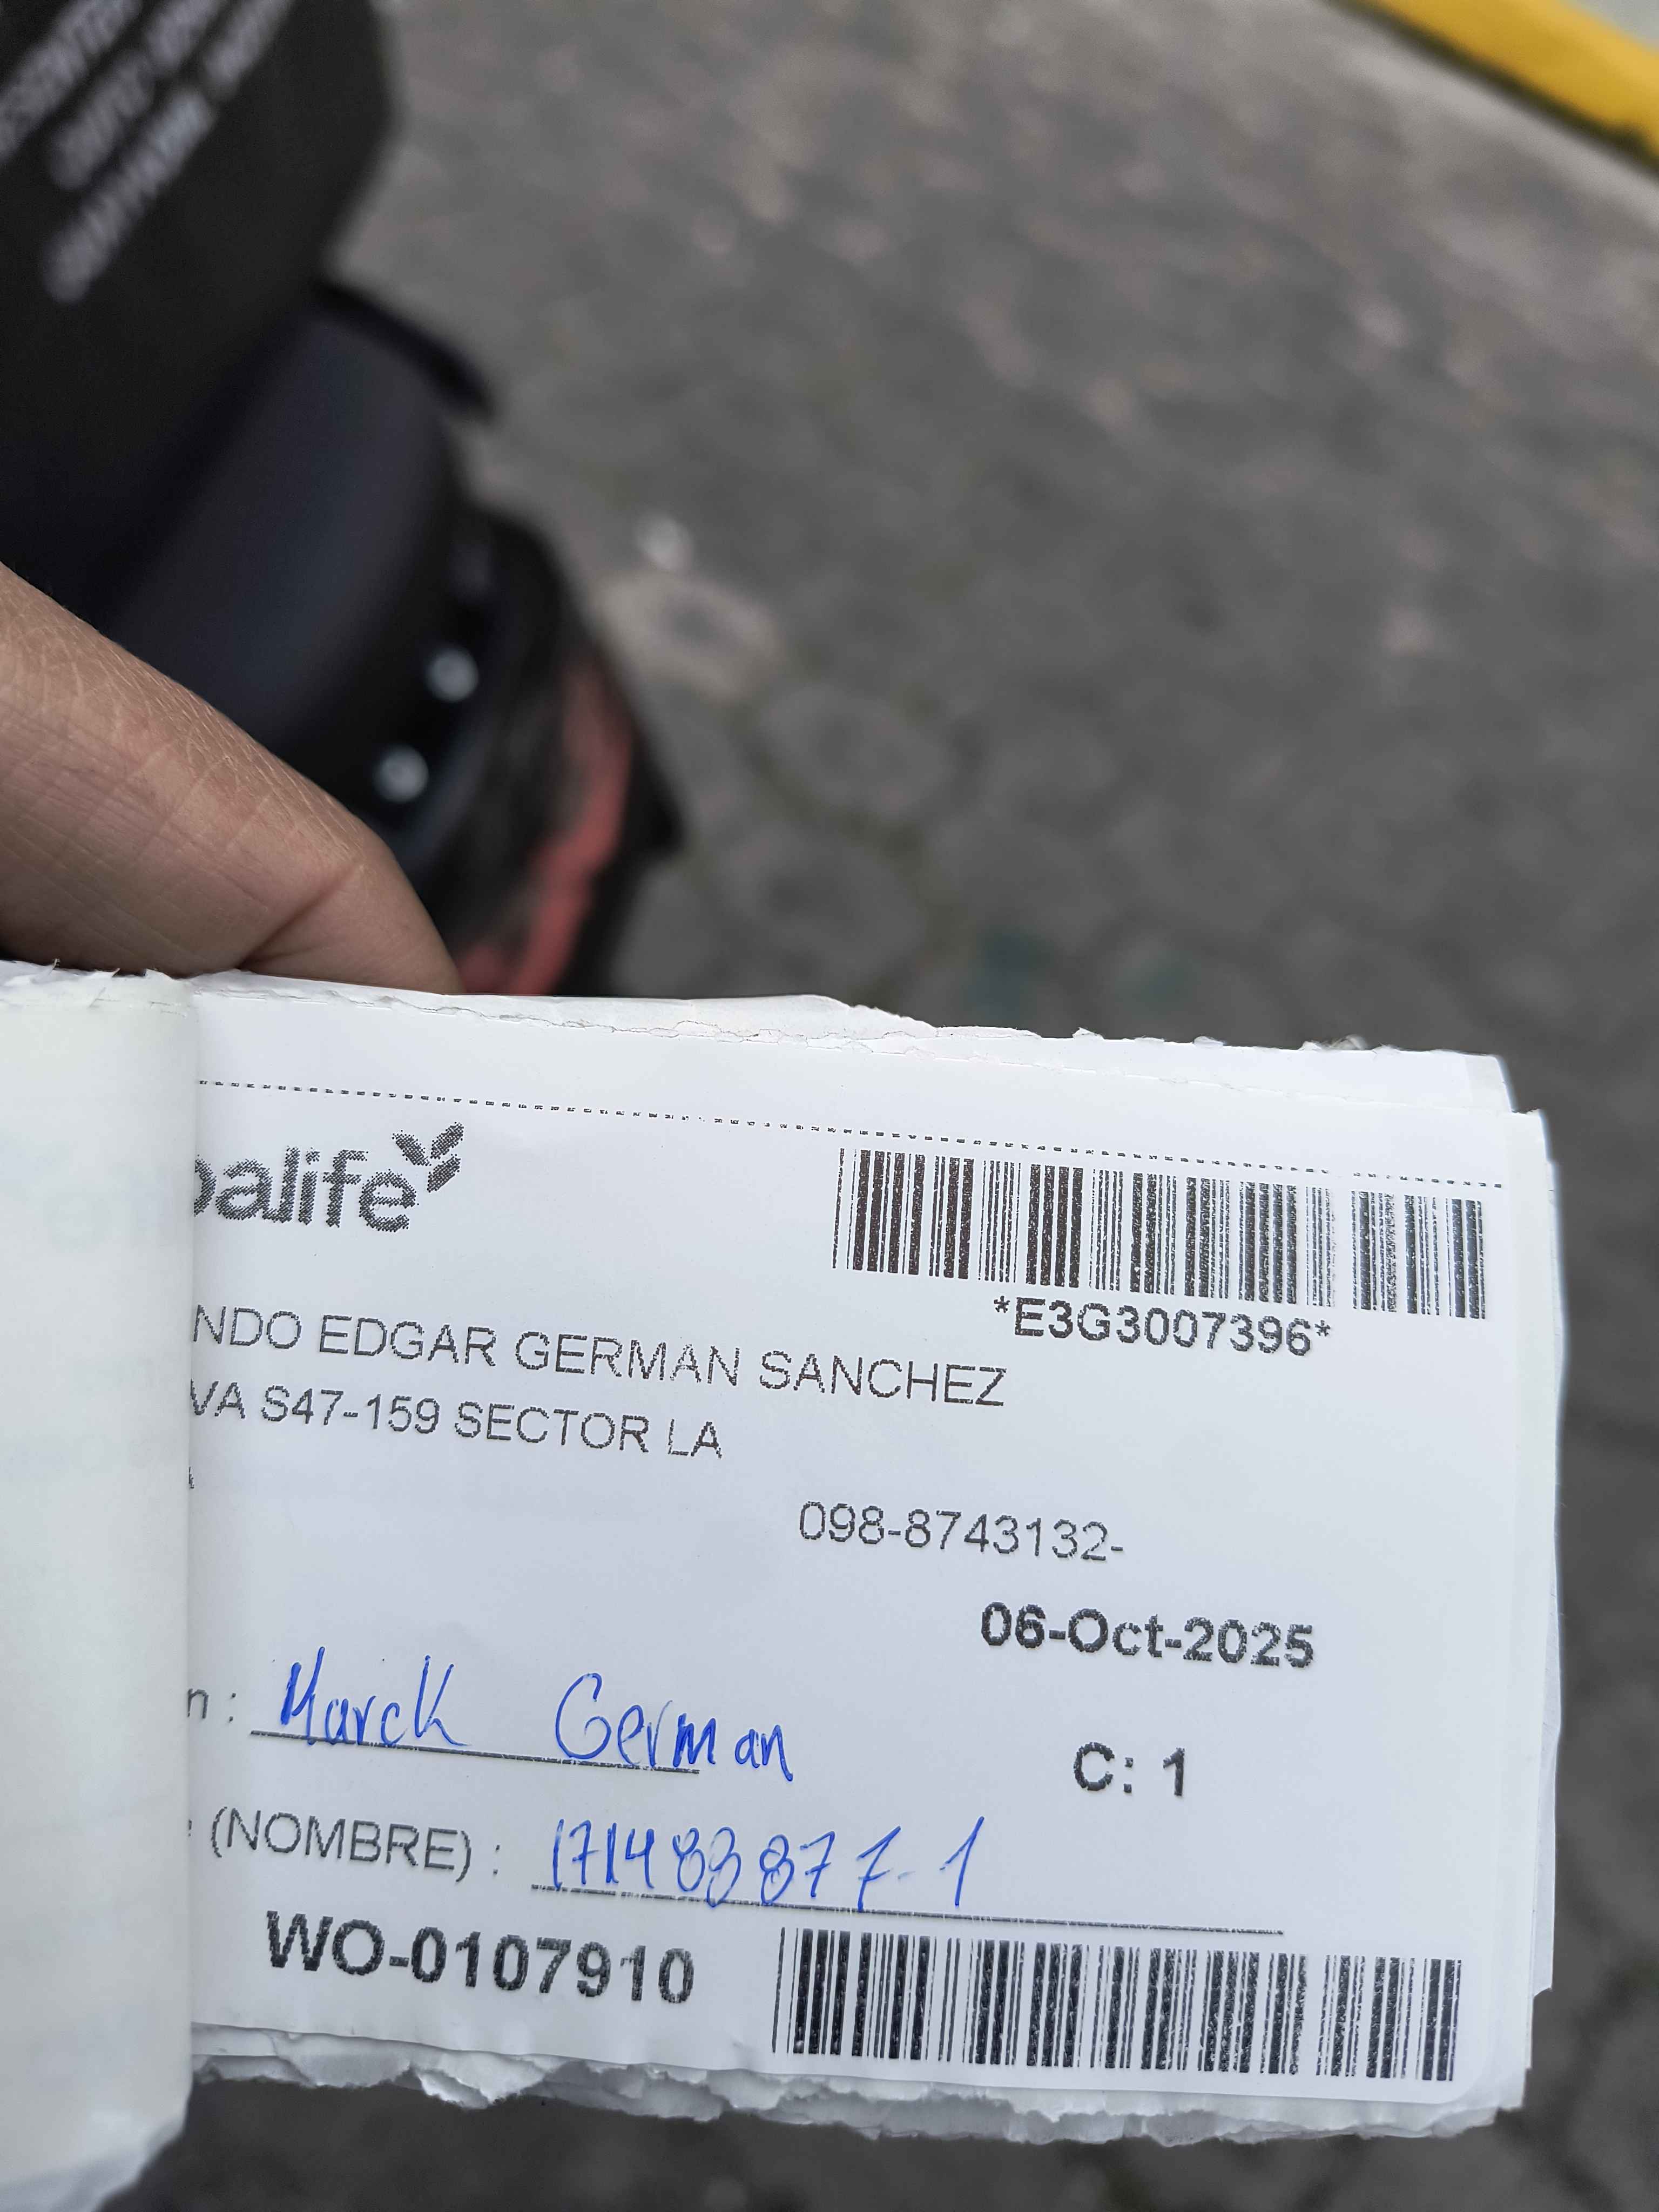 balife
*E3G3007396*
NDO EDGAR GERMAN SANCHEZ
VA S47-159 SECTOR LA
098-8743132-
06-Oct-2025
n : Marck German
C: 1
(NOMBRE) : 171483877-1
WO-0107910